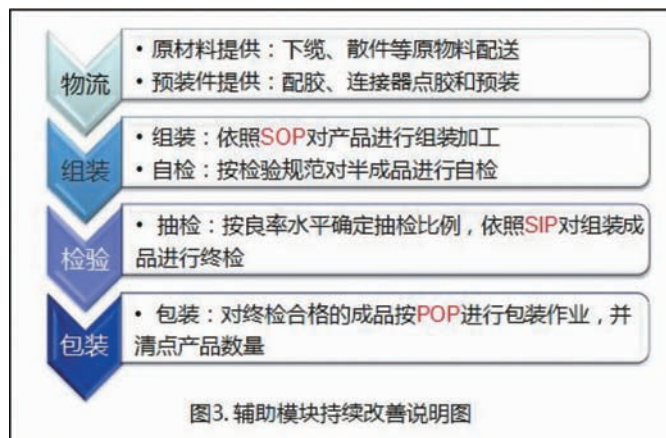 物流
• 原材料提供：下缆、散件等原物料配送
• 预装件提供：配胶、连接器点胶和预装
组装
• 组装：依照SOP对产品进行组装加工
• 自检：按检验规范对半成品进行自检
检验
• 抽检：按良率水平确定抽检比例，依照SIP对组装成
品进行终检
包装
• 包装：对终检合格的成品按POP进行包装作业，并
清点产品数量
图3. 辅助模块持续改善说明图